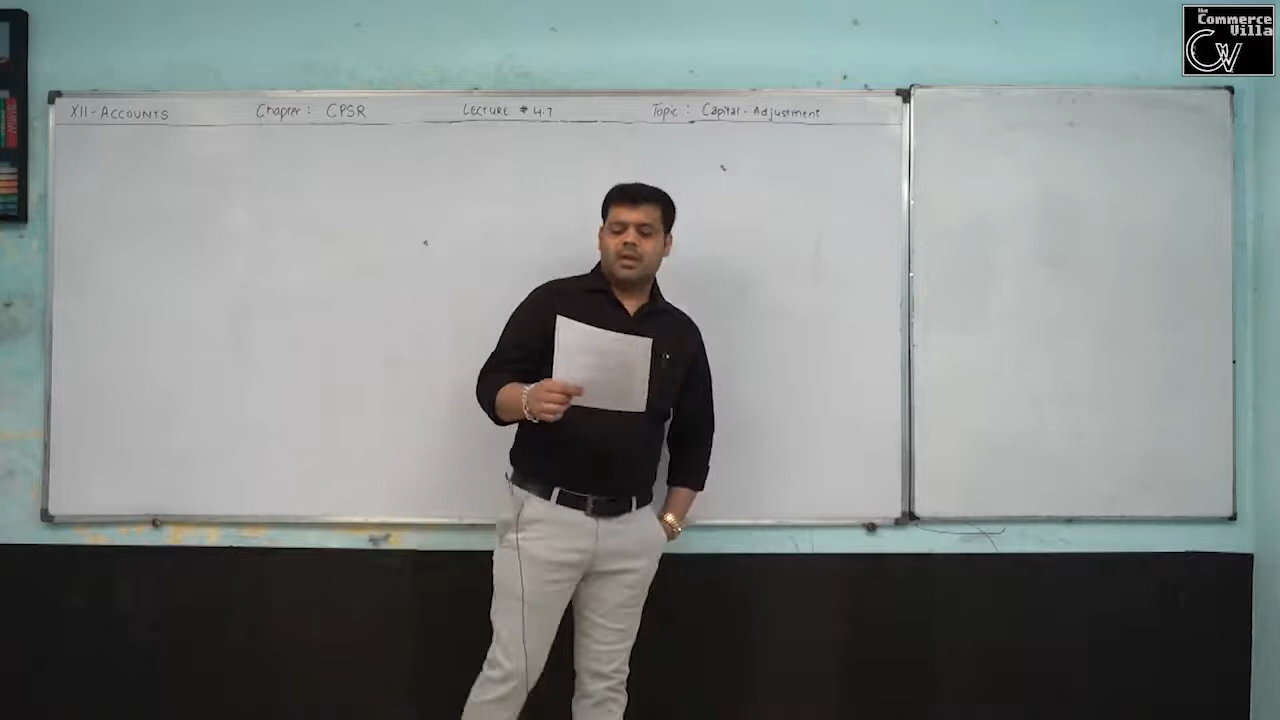 the
Commerce
Villa
CV
XII-ACCOUNTS Chapter: CPSR LECTURE # 4.7 Topic: Capital-Adjustment